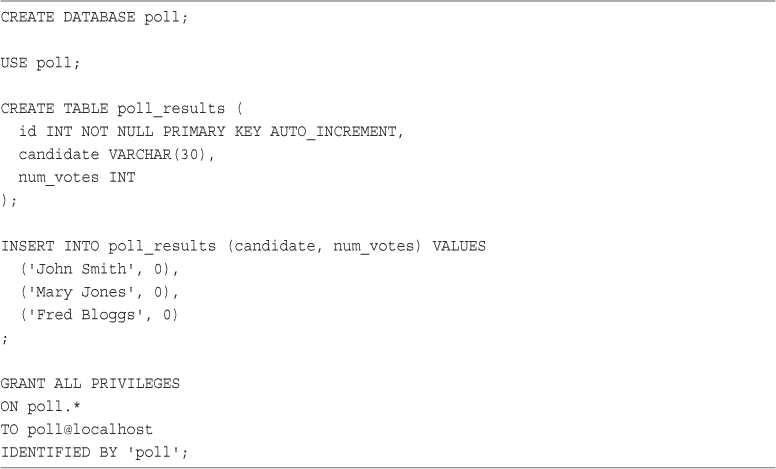 CREATE DATABASE poll;
USE poll;
CREATE TABLE poll_results (
  id INT NOT NULL PRIMARY KEY AUTO_INCREMENT,
  candidate VARCHAR(30),
  num_votes INT
);
INSERT INTO poll_results (candidate, num_votes) VALUES
  ('John Smith', 0),
  ('Mary Jones', 0),
  ('Fred Bloggs', 0)
;
GRANT ALL PRIVILEGES
ON poll.*
TO poll@localhost
IDENTIFIED BY 'poll';